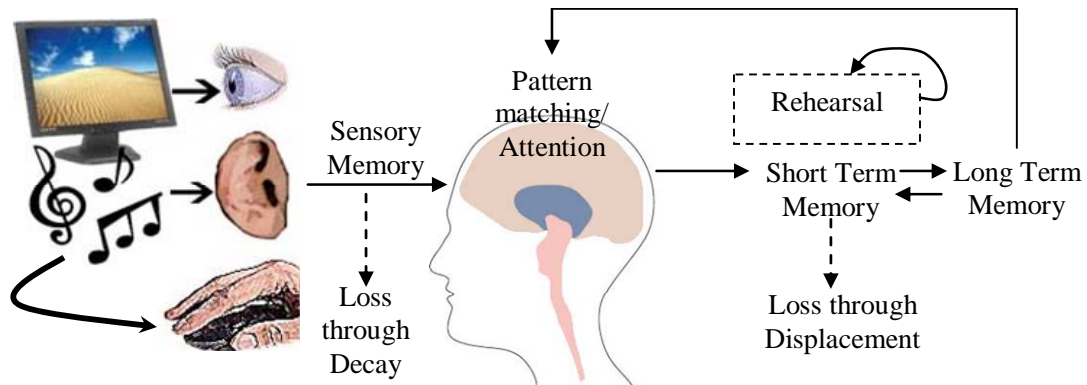 Sensory
Memory
Loss
through
Decay
Pattern
matching/
Attention
Rehearsal
Short Term
Memory
Long Term
Memory
Loss through
Displacement